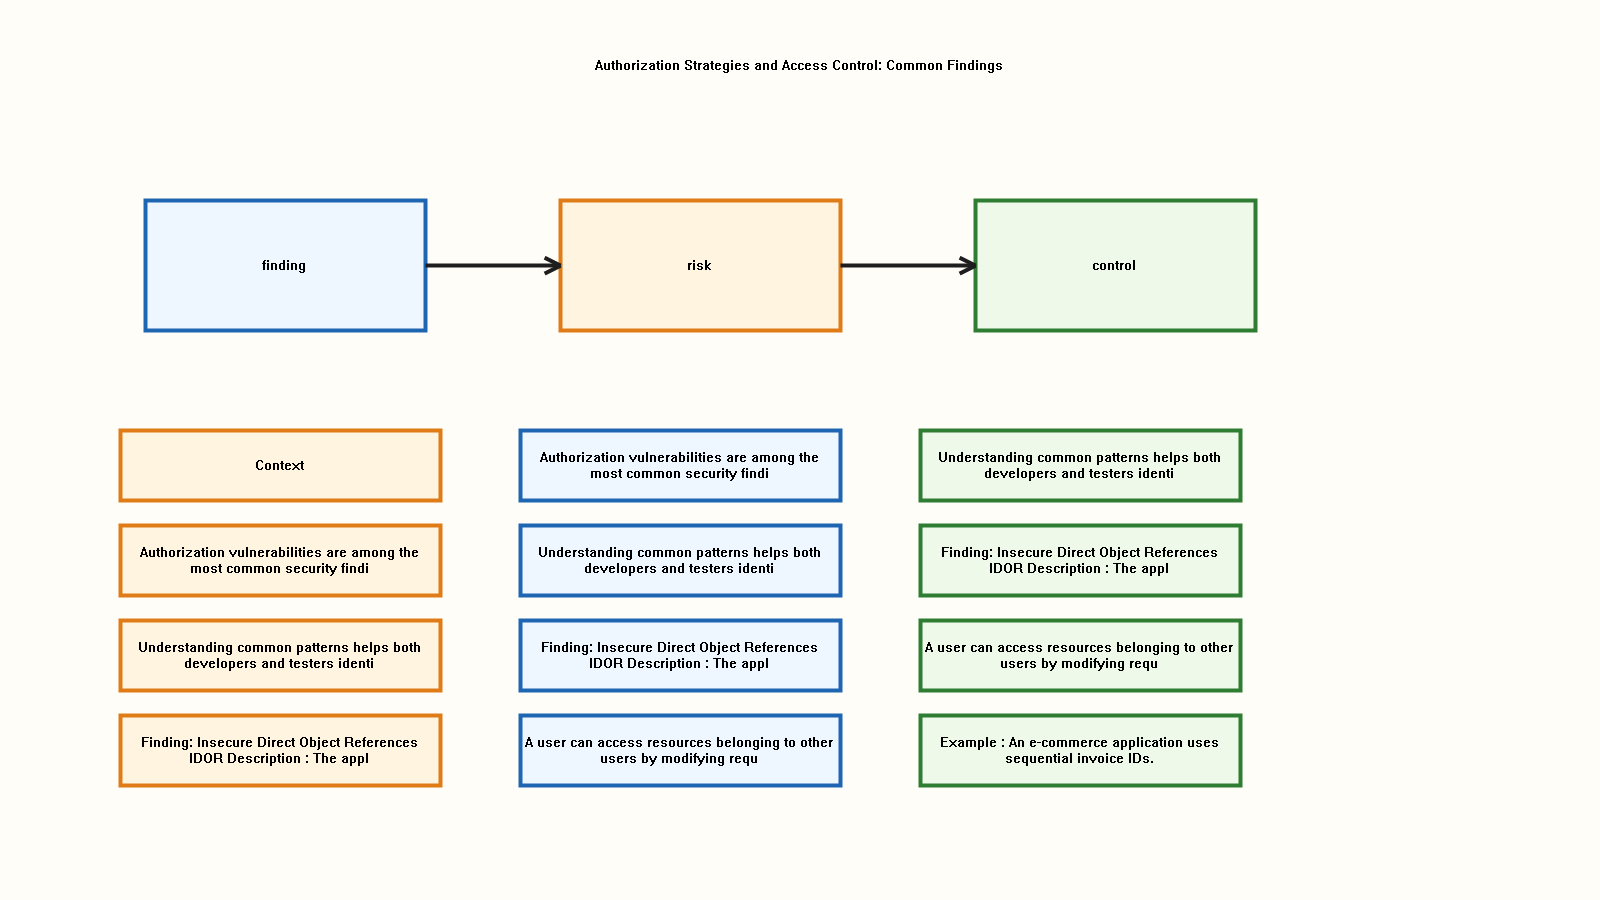 Authorization Strategies and Access Control: Common Findings
finding
risk
control
Context
Authorization vulnerabilities are among the
most common security findi
Understanding common patterns helps both
developers and testers identi
Authorization vulnerabilities are among the
most common security findi
Understanding common patterns helps both
developers and testers identi
Finding: Insecure Direct Object References
IDOR Description : The appl
Understanding common patterns helps both
developers and testers identi
Finding: Insecure Direct Object References
IDOR Description : The appl
A user can access resources belonging to other
users by modifying requ
Finding: Insecure Direct Object References
IDOR Description : The appl
A user can access resources belonging to other
users by modifying requ
Example : An e-commerce application uses
sequential invoice IDs.